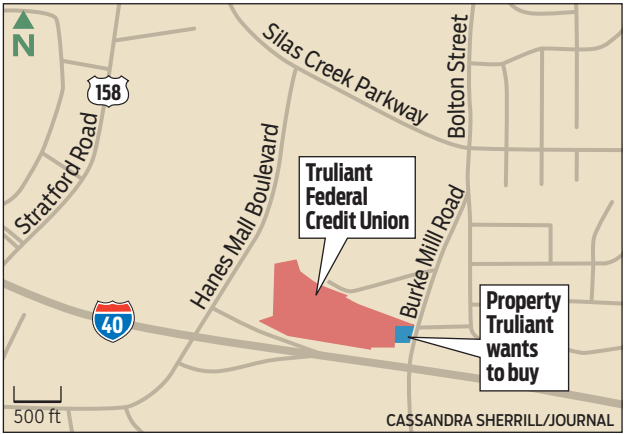 N
158
Stratford Road
Silas Creek Parkway
Bolton Street
Hanes Mall Boulevard
Truliant
Federal
Credit Union
Burke Mill Road
40
Property
Truliant
wants
to buy
500 ft
CASSANDRA SHERRILL/JOURNAL